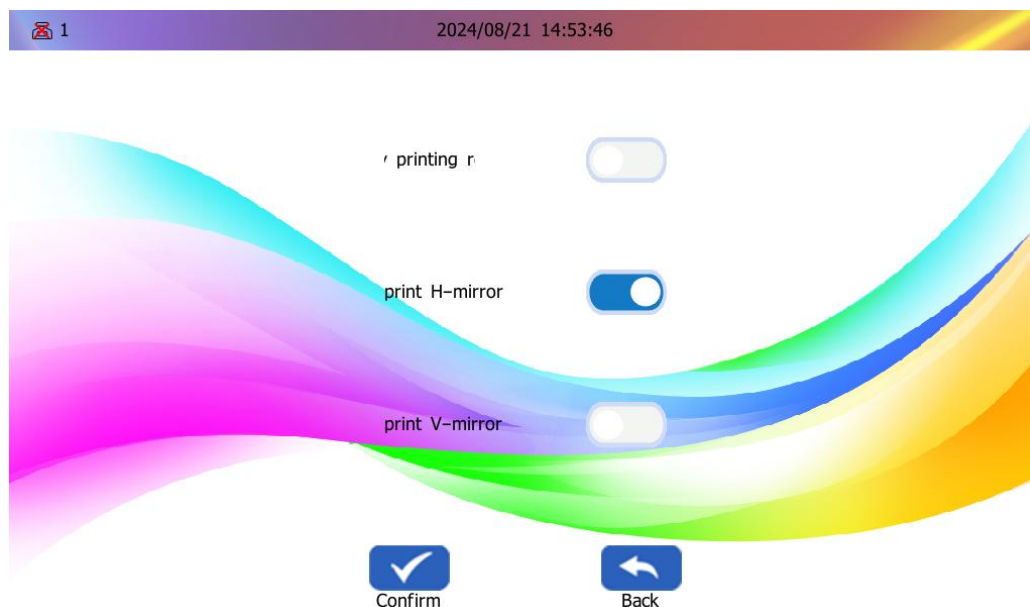 1 2024/08/21 14:53:46
printing
print H-mirror
print V-mirror
Confirm Back